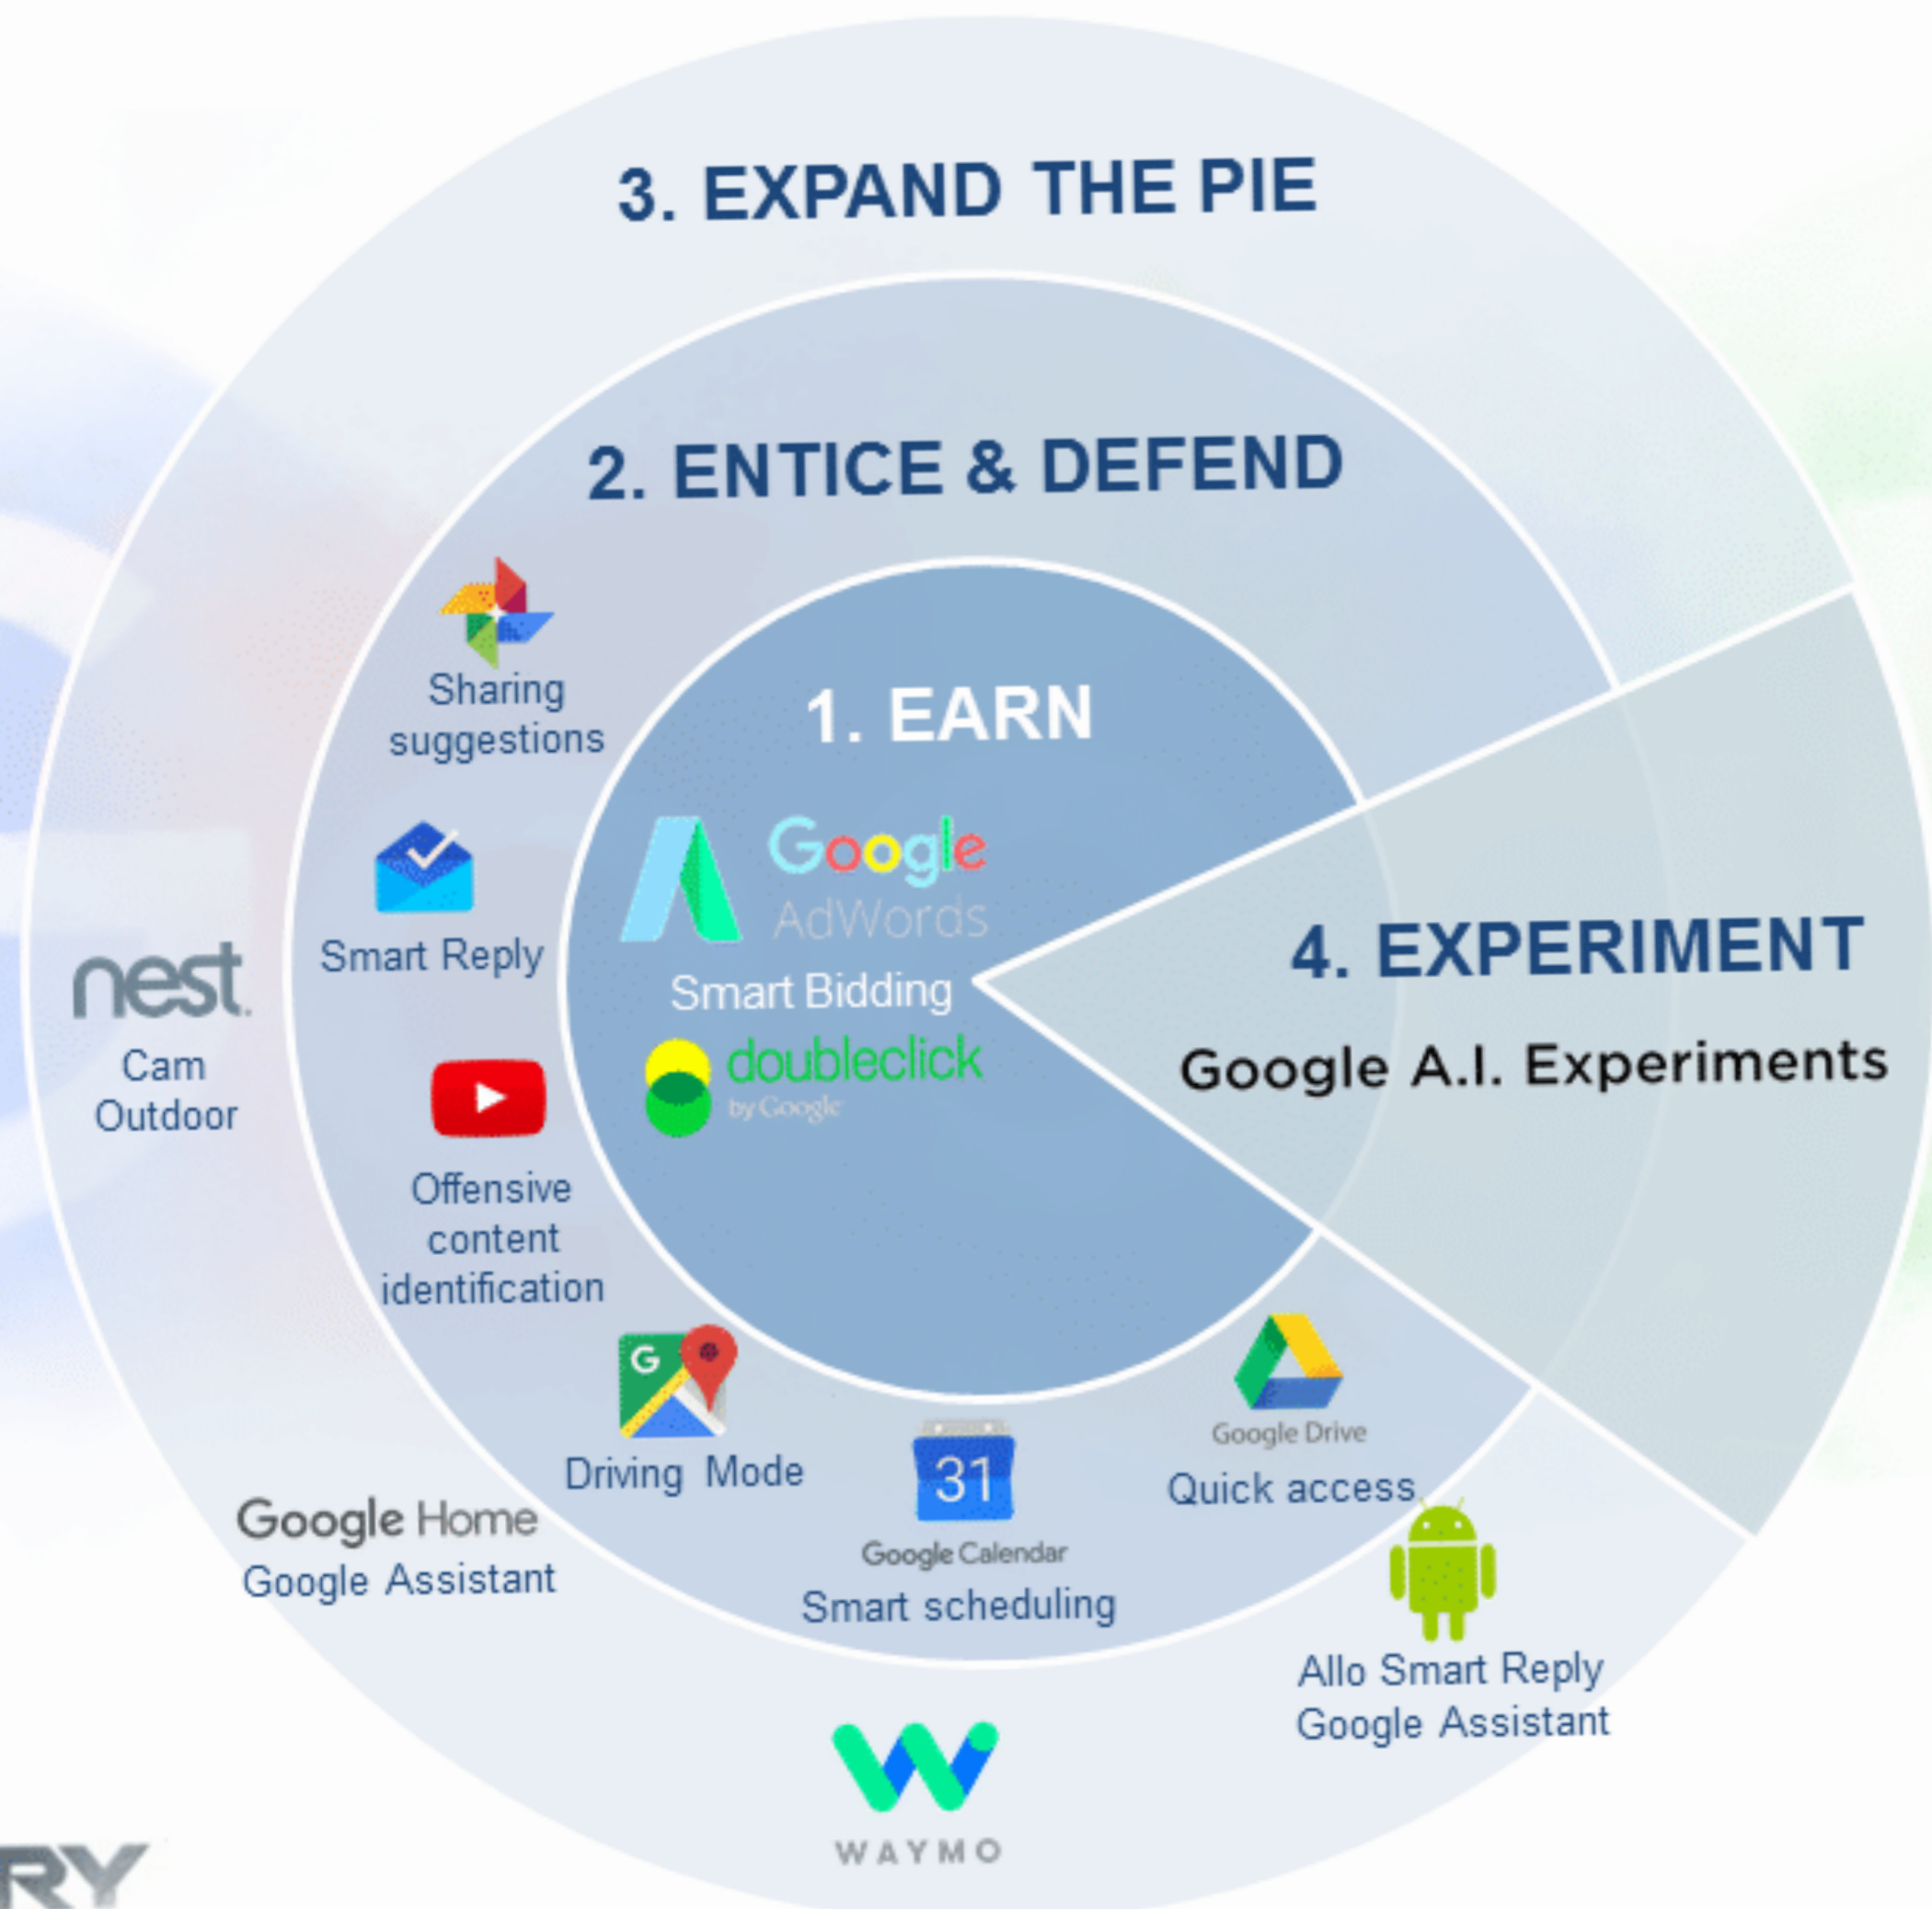 3. EXPAND THE PIE
2. ENTICE & DEFEND
1. EARN
Sharing
suggestions
Smart Reply
Google
AdWords
Smart Bidding
doubleclick
by Google
4. EXPERIMENT
Google A.I. Experiments
nest
Cam
Outdoor
Offensive
content
identification
G
Driving Mode
31
Google Calendar
Smart scheduling
Google Drive
Quick access
Google Home
Google Assistant
Allo Smart Reply
Google Assistant
WAYMO
RY